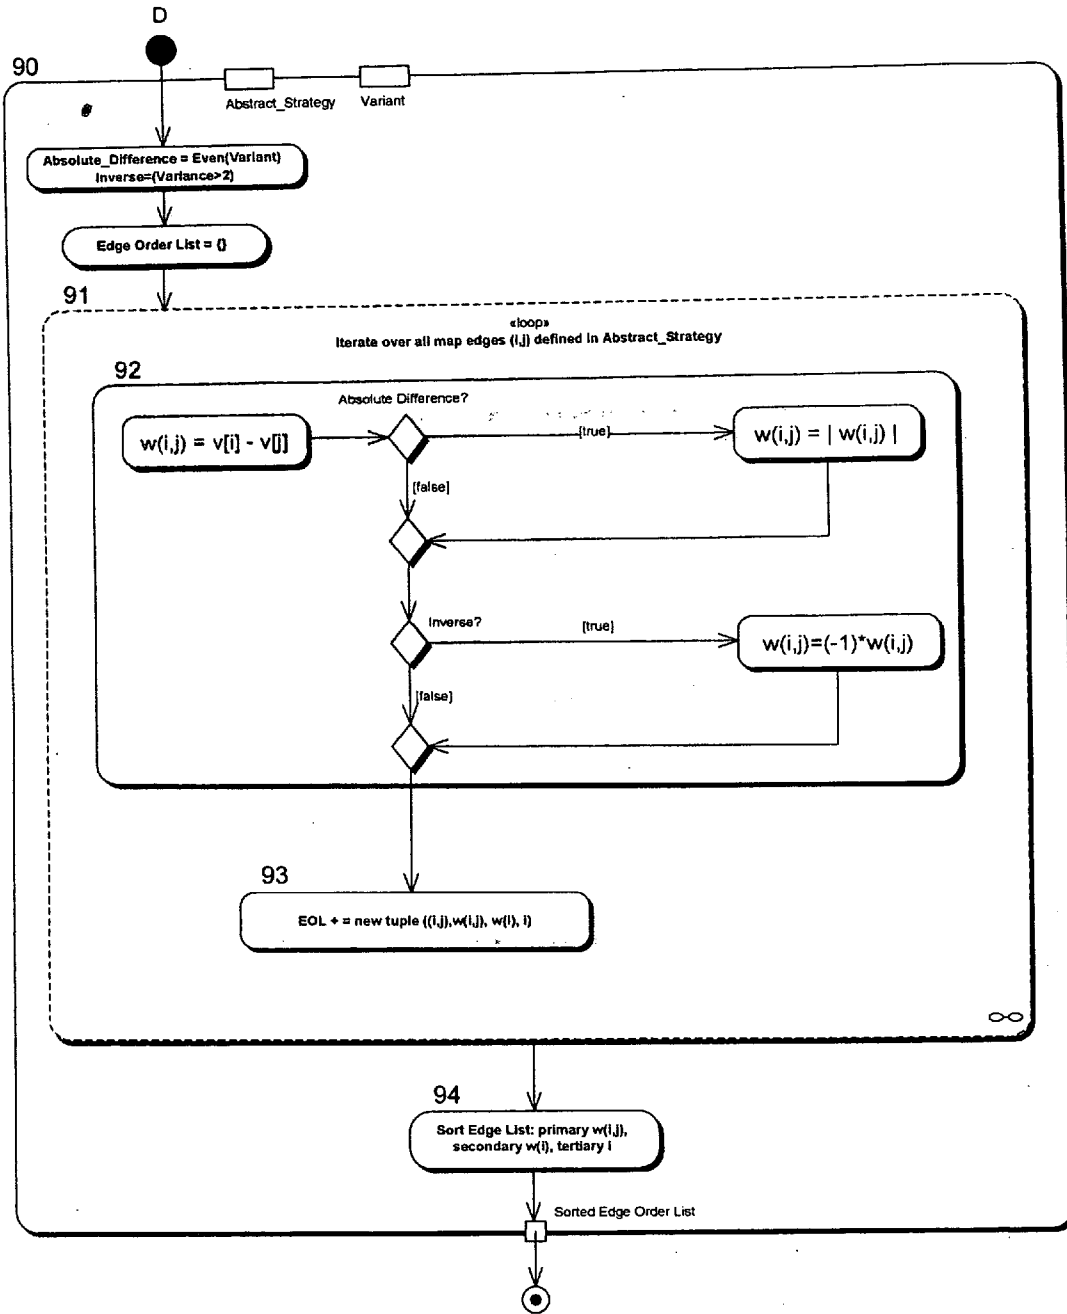 D
90
Abstract_Strategy
Variant
Absolute_Difference = Even(Variant)
Inverse=(Variance>2)
Edge Order List = {}
91
«loop»
Iterate over all map edges (i,j) defined in Abstract_Strategy
92
Absolute Difference?
w(i,j) = v[i] - v[j]
[true]
w(i,j) = | w(i,j) |
[false]
Inverse?
[true]
w(i,j)=(-1)*w(i,j)
[false]
93
EOL + = new tuple ((i,j),w(i,j), w(i), i)
94
Sort Edge List: primary w(i,j),
secondary w(i), tertiary i
Sorted Edge Order List